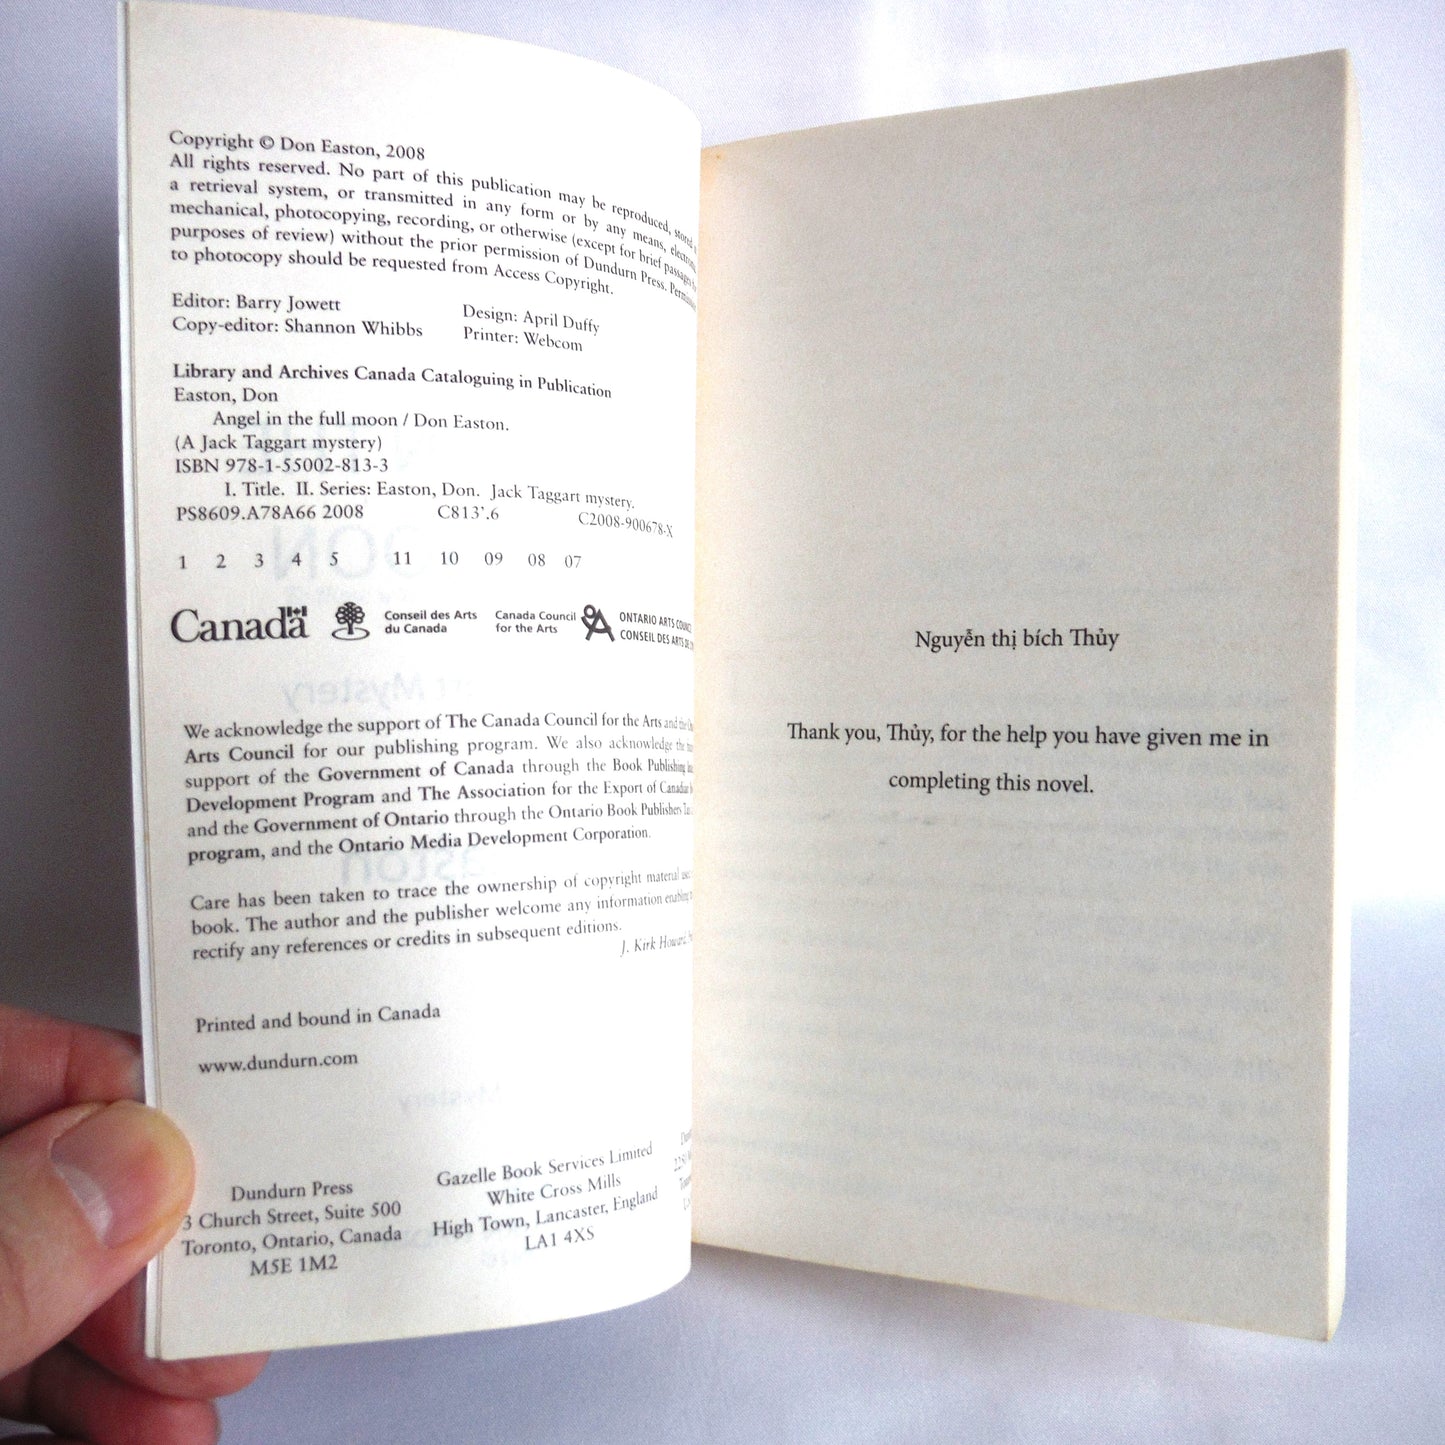 Copyright © Don Easton, 2008
All rights reserved. No part of this publication may be reproduced, stored
a retrieval system, or transmitted in any form or by any means,
mechanical, photocopying, recording, or otherwise (except for brief passages
purposes of review) without the prior permission of Dundurn Press.
to photocopy should be requested from Access Copyright.
Editor: Barry Jowett
Copy-editor: Shannon Whibbs
Design: April Duffy
Printer: Webcom
Library and Archives Canada Cataloguing in Publication
Easton, Don
Angel in the full moon / Don Easton.
(A Jack Taggart mystery)
ISBN 978-1-55002-813-3
I. Title. II. Series: Easton, Don. Jack Taggart mystery.
PS8609.A78A66 2008 C813'.6 C2008-900678-X
1 2 3 4 5 11 10 09 08 07
Canada
Conseil des Arts
du Canada
Canada Council
for the Arts
ONTARIO ARTS COUNCIL
CONSEIL DES ARTS DE
We acknowledge the support of The Canada Council for the Arts and the
Arts Council for our publishing program. We also acknowledge the
support of the Government of Canada through the Book Publishing
Development Program and The Association for the Export of Canadian
and the Government of Ontario through the Ontario Book Publishers Tax
program, and the Ontario Media Development Corporation.
Care has been taken to trace the ownership of copyright material
book. The author and the publisher welcome any information enabling
rectify any references or credits in subsequent editions.
J. Kirk Howard,
Printed and bound in Canada
www.dundurn.com
Dundurn Press
3 Church Street, Suite 500
Toronto, Ontario, Canada
M5E 1M2
Gazelle Book Services Limited
White Cross Mills
High Town, Lancaster, England
LA1 4XS
Nguyễn thị bích Thủy
Thank you, Thủy, for the help you have given me in
completing this novel.